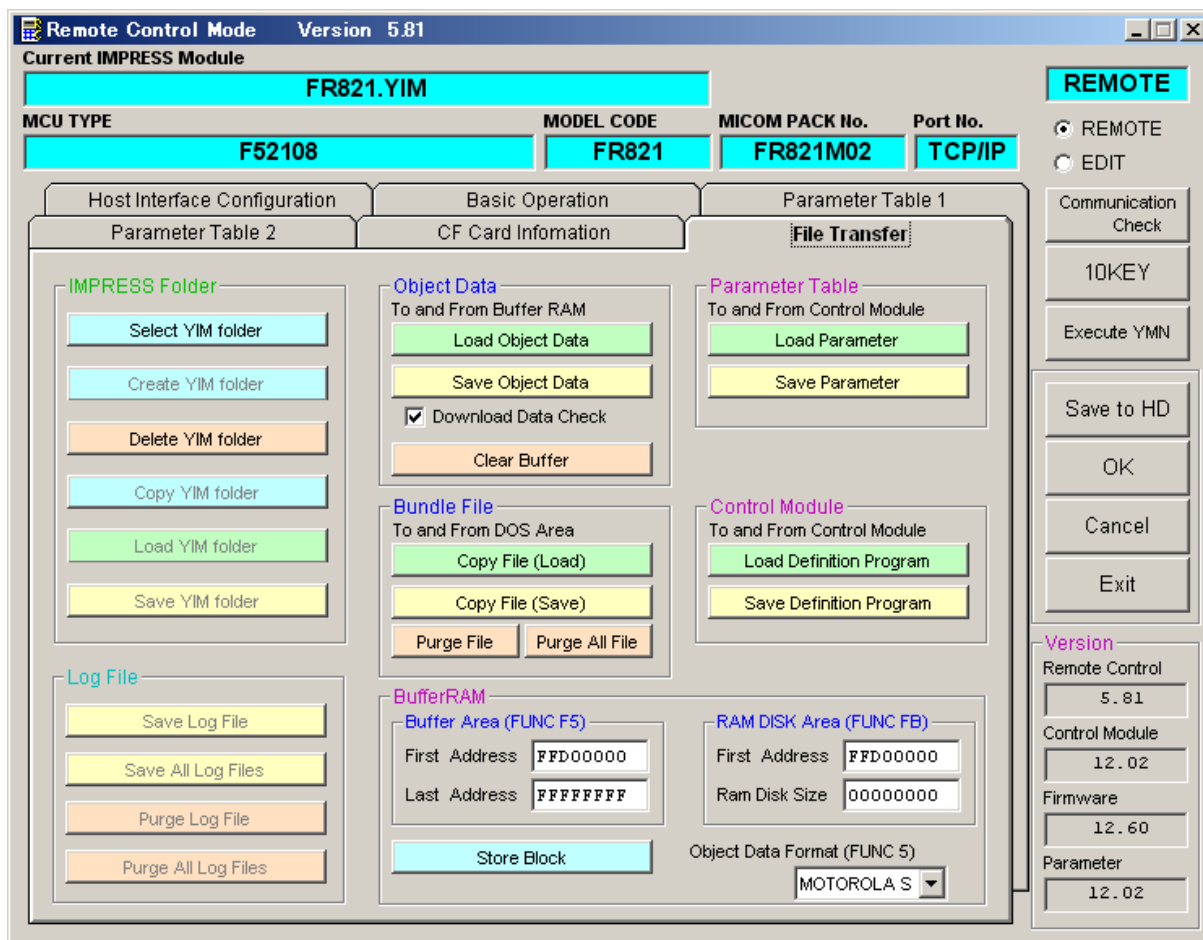 Remote Control Mode Version 5.81
Current IMPRESS Module
FR821.YIM
REMOTE
MCU TYPE MODEL CODE MICOM PACK No. Port No.
F52108 FR821 FR821M02 TCP/IP
REMOTE
EDIT
Host Interface Configuration Basic Operation Parameter Table 1
Parameter Table 2 CF Card Infomation File Transfer
IMPRESS Folder
Select YIM folder
Create YIM folder
Delete YIM folder
Copy YIM folder
Load YIM folder
Save YIM folder
Log File
Save Log File
Save All Log Files
Purge Log File
Purge All Log Files
Object Data
To and From Buffer RAM
Load Object Data
Save Object Data
Download Data Check
Clear Buffer
Bundle File
To and From DOS Area
Copy File (Load)
Copy File (Save)
Purge File Purge All File
Parameter Table
To and From Control Module
Load Parameter
Save Parameter
Control Module
To and From Control Module
Load Definition Program
Save Definition Program
BufferRAM
Buffer Area (FUNC F5)
First Address FFD00000
Last Address FFFFFFFF
RAM DISK Area (FUNC FB)
First Address FFD00000
Ram Disk Size 00000000
Store Block
Object Data Format (FUNC 5)
MOTOROLA S
Communication
Check
10KEY
Execute YMN
Save to HD
OK
Cancel
Exit
Version
Remote Control
5.81
Control Module
12.02
Firmware
12.60
Parameter
12.02